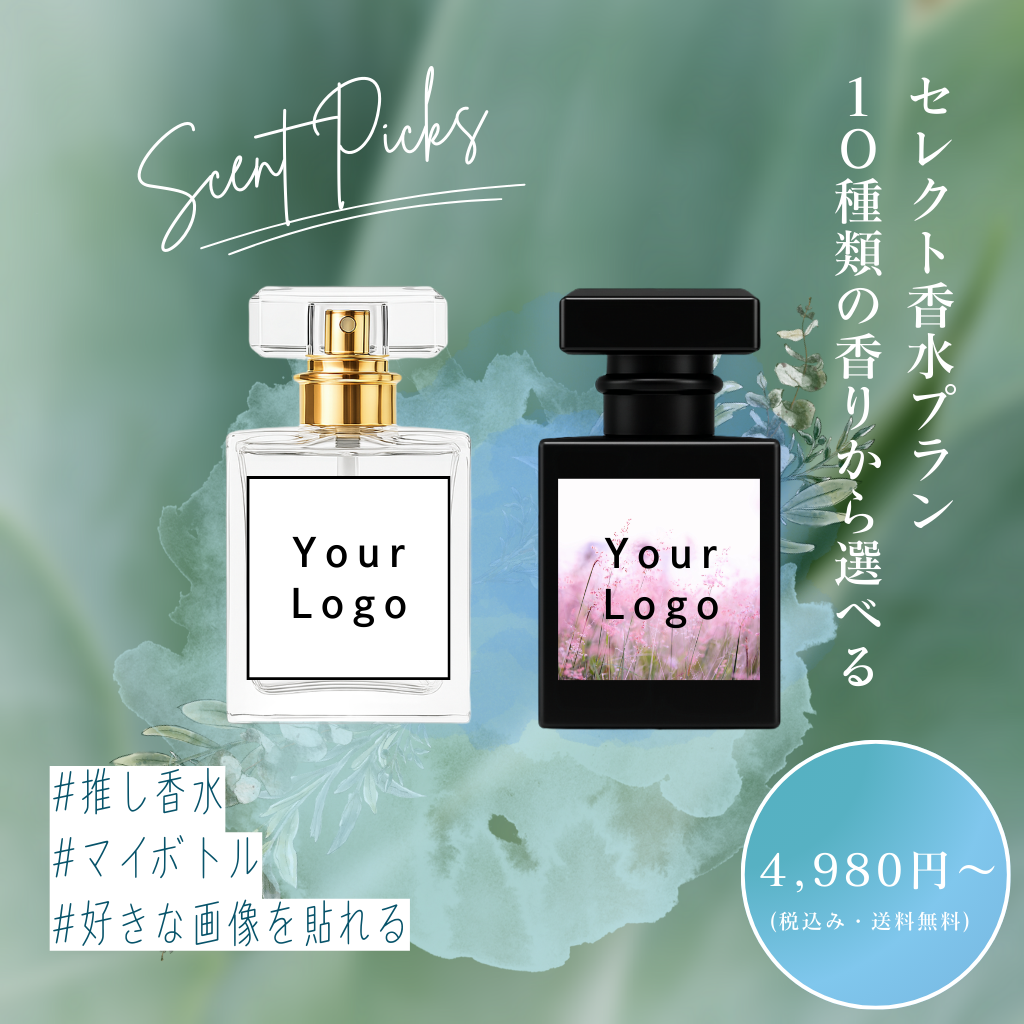 Scent Picks
セレクト香水プラン
10種類の香りから選べる
Your
Logo
Your
Logo
#推し香水
#マイボトル
#好きな画像を貼れる
4,980円〜
(税込み・送料無料)